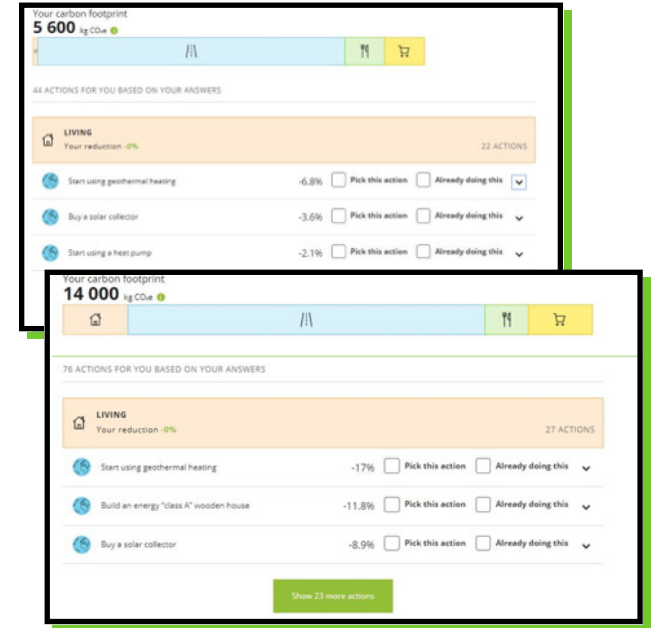 Your carbon footprint
5 600 kg CO₂e
44 ACTIONS FOR YOU BASED ON YOUR ANSWERS
LIVING
Your reduction -0%
22 ACTIONS
Start using geothermal heating -6.8% Pick this action Already doing this
Buy a solar collector -3.6% Pick this action Already doing this
Start using a heat pump -2.1% Pick this action Already doing this
Your carbon footprint
14 000 kg CO₂e
76 ACTIONS FOR YOU BASED ON YOUR ANSWERS
LIVING
Your reduction -0%
27 ACTIONS
Start using geothermal heating -17% Pick this action Already doing this
Build an energy "class A" wooden house -11.8% Pick this action Already doing this
Buy a solar collector -8.9% Pick this action Already doing this
Show 23 more actions